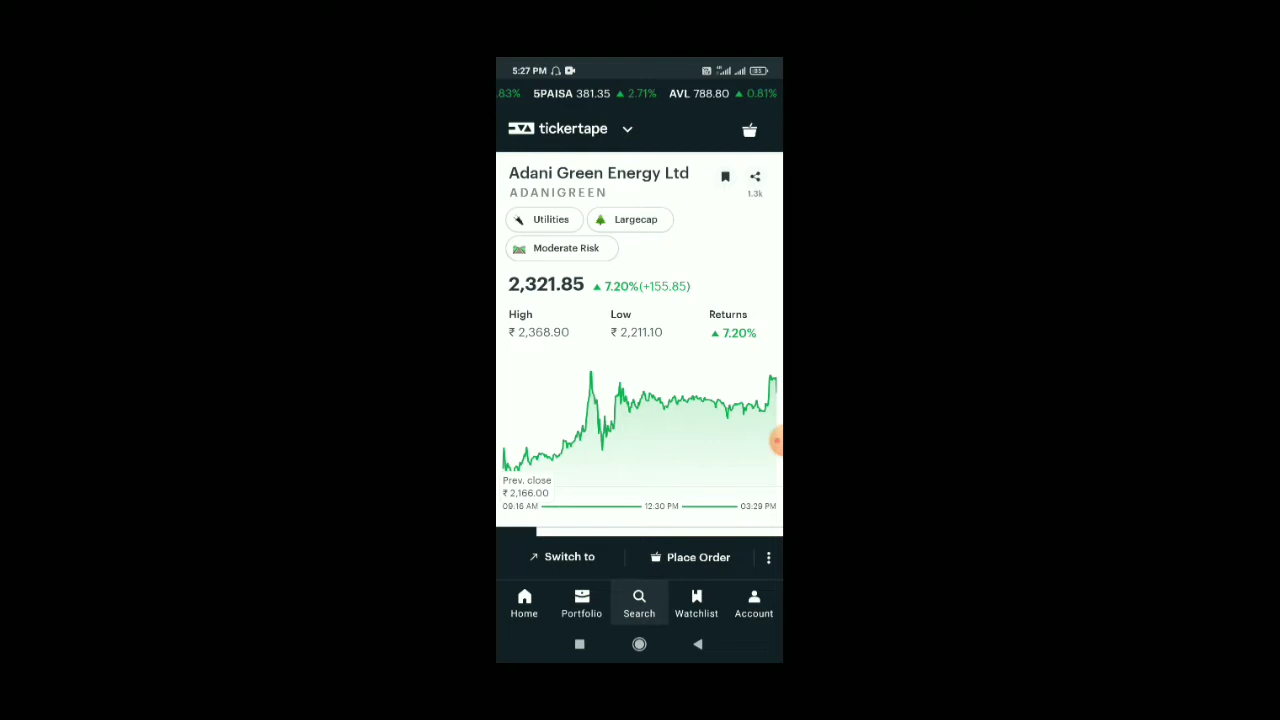 5:27 PM
.83% 5PAISA 381.35 ▲ 2.71% AVL 788.80 ▲ 0.81%
tickertape
Adani Green Energy Ltd
ADANIGREEN
1.3k
Utilities Largecap
Moderate Risk
2,321.85 ▲ 7.20%(+155.85)
High Low Returns
₹ 2,368.90 ₹ 2,211.10 ▲ 7.20%
Prev. close
₹ 2,166.00
09:16 AM 12:30 PM 03:29 PM
Switch to Place Order
Home Portfolio Search Watchlist Account